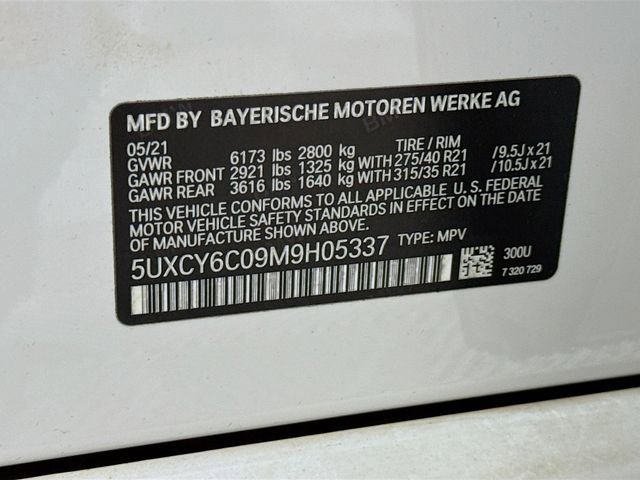 MFD BY BAYERISCHE MOTOREN WERKE AG
05/21 TIRE / RIM
GVWR 6173 lbs 2800 kg
GAWR FRONT 2921 lbs 1325 kg WITH 275/40 R21 /9.5J x 21
GAWR REAR 3616 lbs 1640 kg WITH 315/35 R21 /10.5J x 21
THIS VEHICLE CONFORMS TO ALL APPLICABLE U.S. FEDERAL
MOTOR VEHICLE SAFETY STANDARDS IN EFFECT ON THE DATE
OF MANUFACTURE SHOWN ABOVE.
5UXCY6C09M9H05337 TYPE: MPV
300U
7 320 729